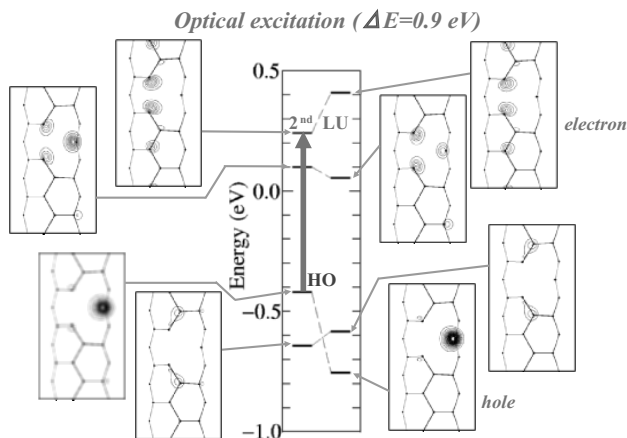 Optical excitation (ΔE=0.9 eV)
0.5
2nd LU
electron
0.0
Energy (eV)
HO
−0.5
hole
−1.0